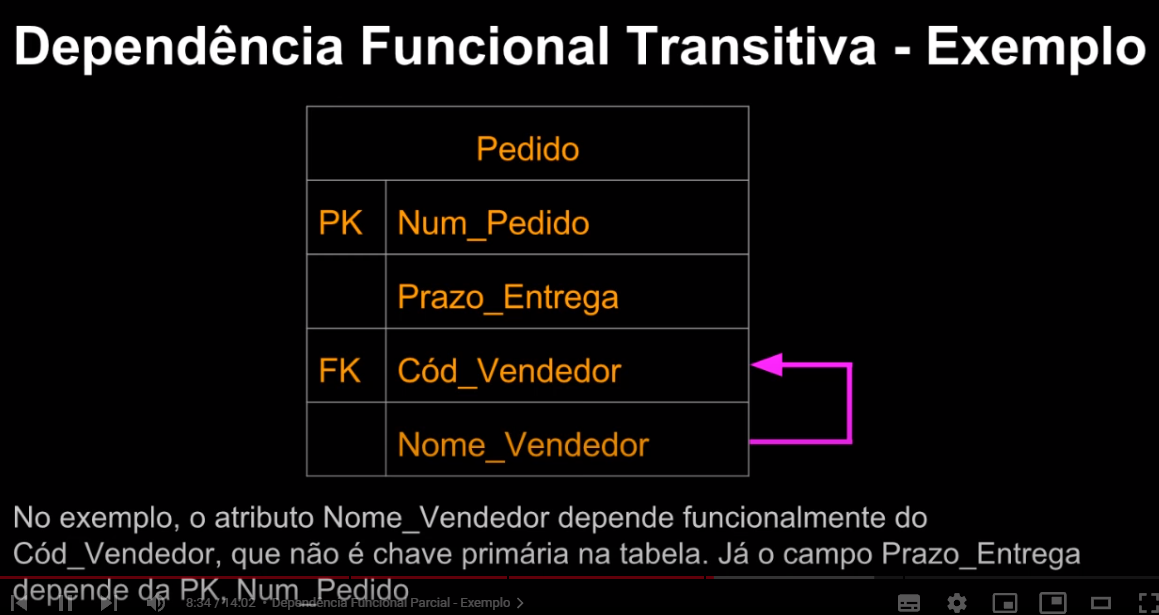 Dependência Funcional Transitiva - Exemplo
Pedido
PK Num_Pedido
Prazo_Entrega
FK Cód_Vendedor
Nome_Vendedor
No exemplo, o atributo Nome_Vendedor depende funcionalmente do
Cód_Vendedor, que não é chave primária na tabela. Já o campo Prazo_Entrega
depende da PK, Num_Pedido
8:34 / 14:02 • Dependência Funcional Parcial - Exemplo >